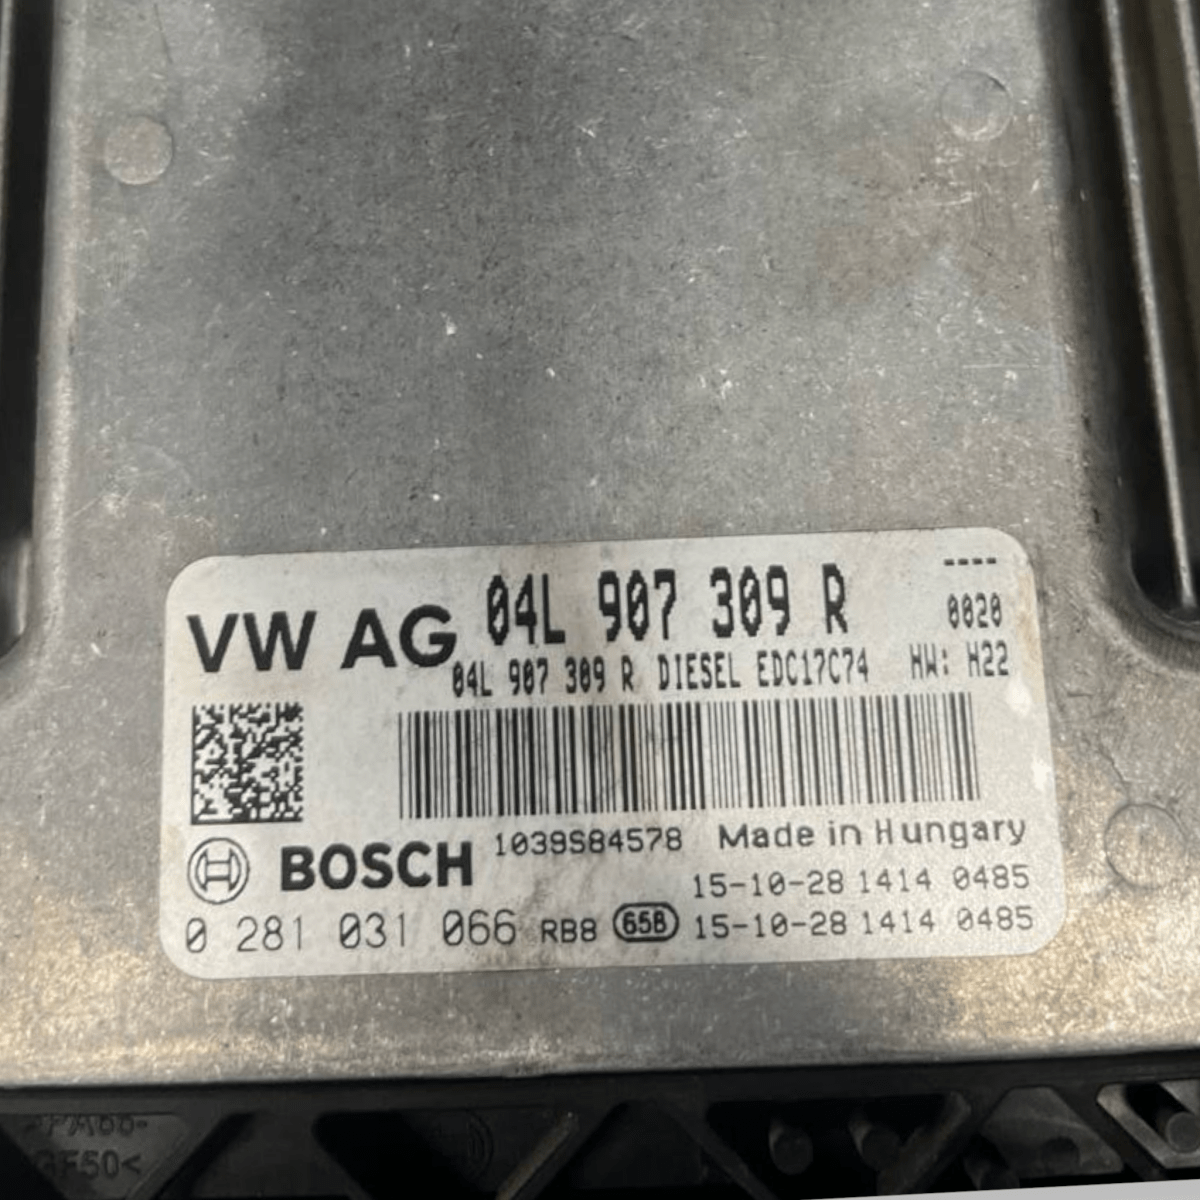 VW AG 04L 907 309 R ----
0020
04L 907 309 R DIESEL EDC17C74 HW: H22
BOSCH 1039S84578 Made in Hungary
15-10-28 1414 0485
0 281 031 066 RB8 65B 15-10-28 1414 0485
GF50<